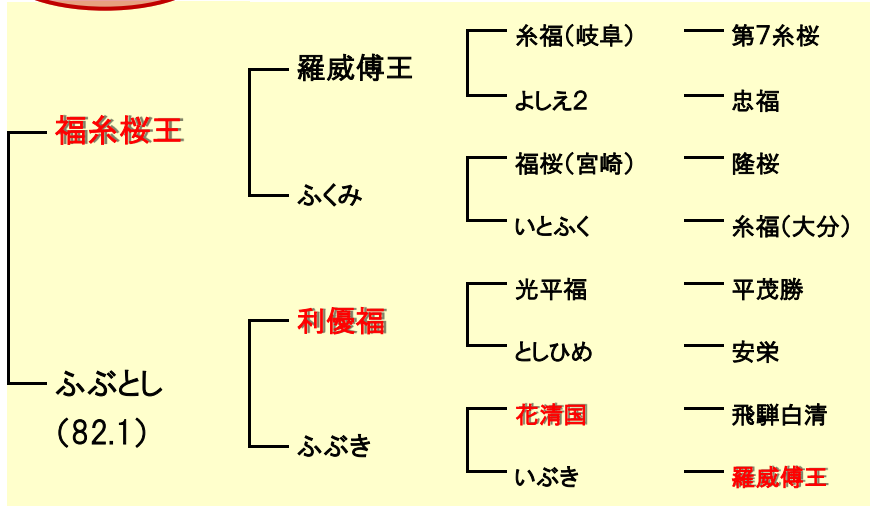 福糸桜王
ふぶとし
(82.1)
羅威傅王
ふくみ
利優福
ふぶき
糸福(岐阜)
よしえ2
福桜(宮崎)
いとふく
光平福
としひめ
花清国
いぶき
第7糸桜
忠福
隆桜
糸福(大分)
平茂勝
安栄
飛騨白清
羅威傅王